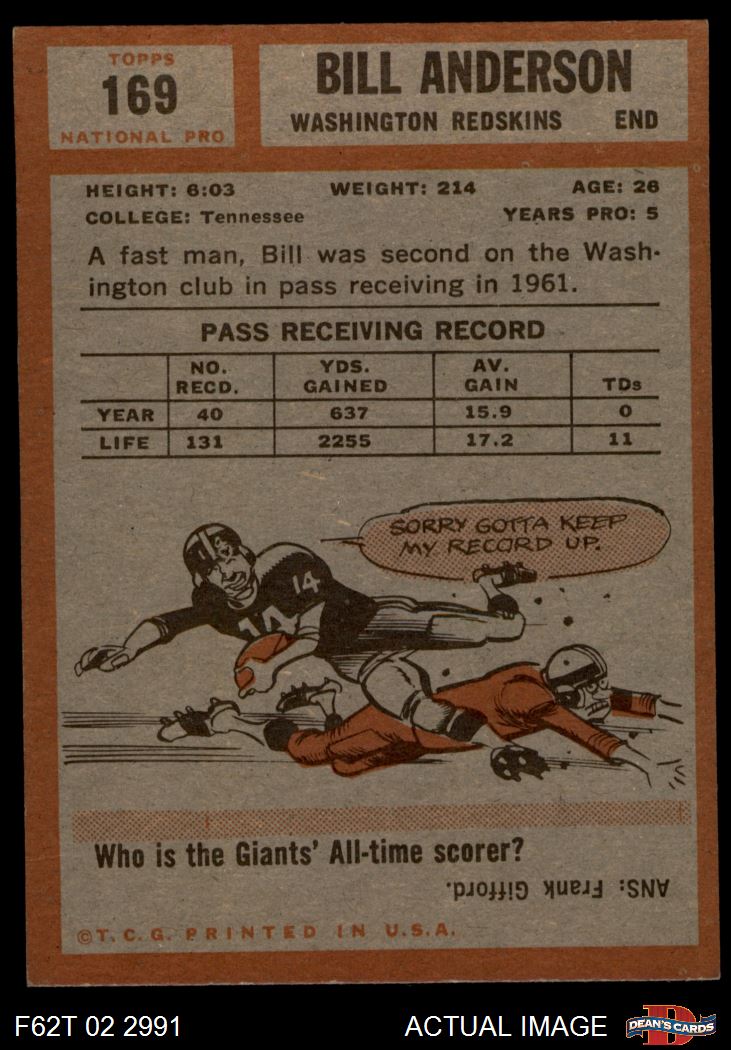 TOPPS
169
NATIONAL PRO
BILL ANDERSON
WASHINGTON REDSKINS END
HEIGHT: 6:03 WEIGHT: 214 AGE: 26
COLLEGE: Tennessee YEARS PRO: 5
A fast man, Bill was second on the Wash-
ington club in pass receiving in 1961.
PASS RECEIVING RECORD
NO. YDS. AV.
RECD. GAINED GAIN TDs
YEAR 40 637 15.9 0
LIFE 131 2255 17.2 11
SORRY GOTTA KEEP
MY RECORD UP.
14
14
Who is the Giants' All-time scorer?
ANS: Frank Gifford.
©T.C.G. PRINTED IN U.S.A.
F62T 02 2991 ACTUAL IMAGE
D
DEAN'S CARDS